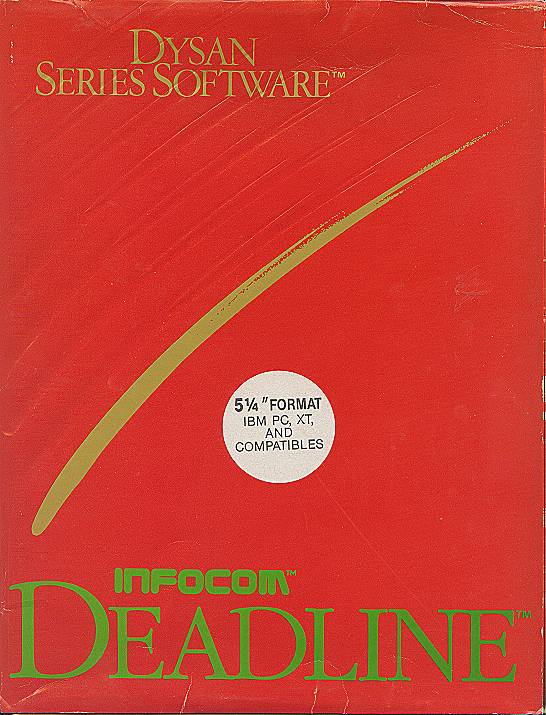 DYSAN
SERIES SOFTWARE™
5¼" FORMAT
IBM PC, XT,
AND
COMPATIBLES
INFOCOM™
DEADLINE™